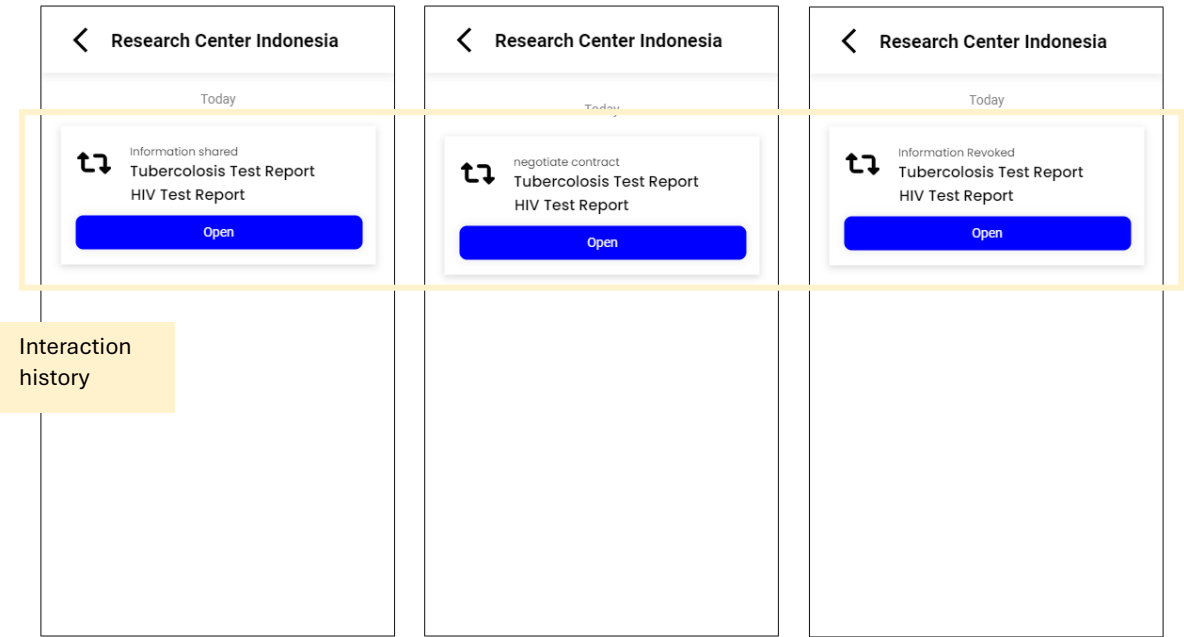 Research Center Indonesia
Today
Information shared
Tubercolosis Test Report
HIV Test Report
Open
Research Center Indonesia
Today
negotiate contract
Tubercolosis Test Report
HIV Test Report
Open
Research Center Indonesia
Today
Information Revoked
Tubercolosis Test Report
HIV Test Report
Open
Interaction
history